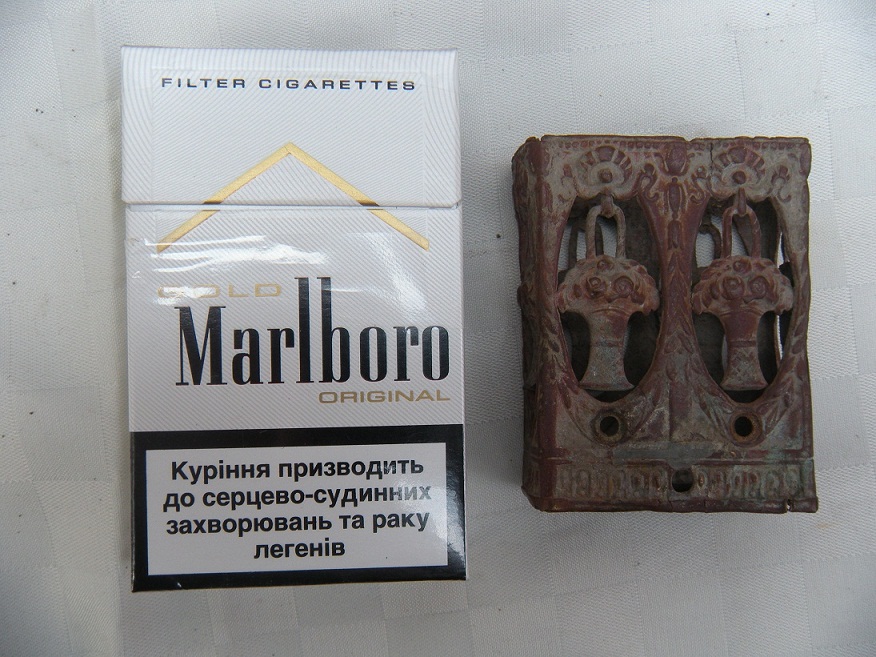 FILTER CIGARETTES
GOLD
Marlboro
ORIGINAL
Куріння призводить
до серцево-судинних
захворювань та раку
легенів